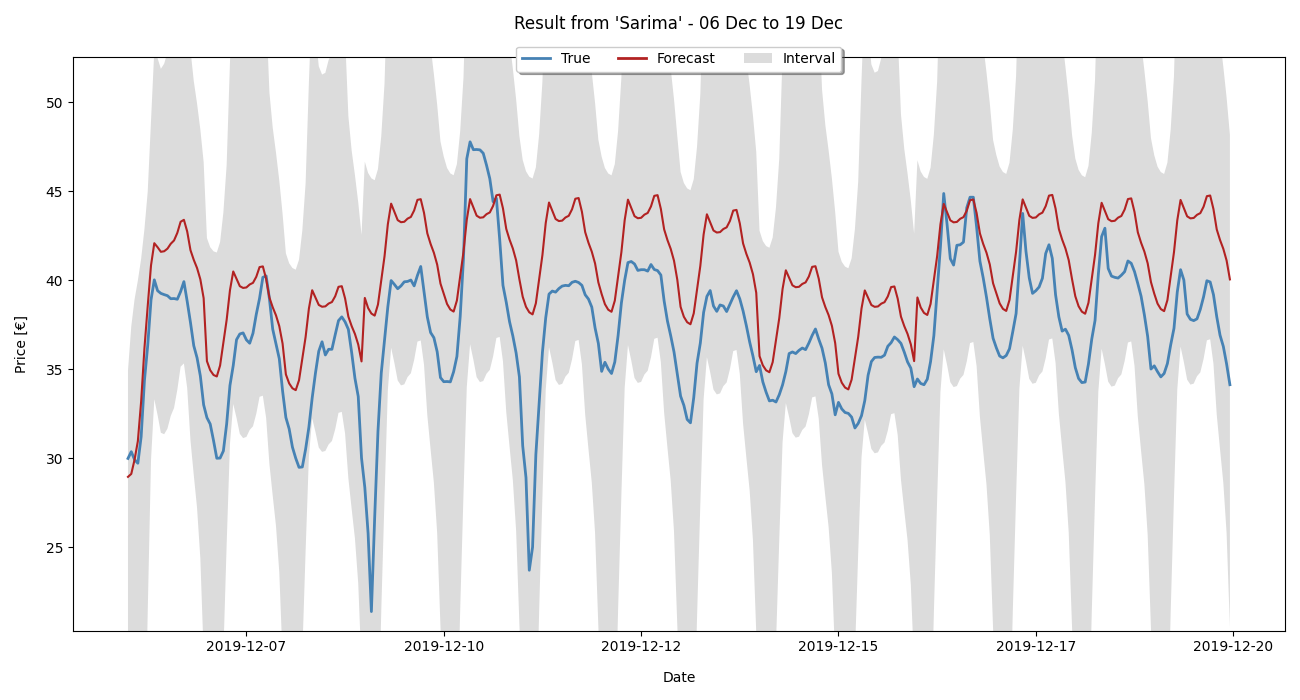 Result from 'Sarima' - 06 Dec to 19 Dec
True Forecast Interval
Price [€]
50
45
40
35
30
25
2019-12-07 2019-12-10 2019-12-12 2019-12-15 2019-12-17 2019-12-20
Date